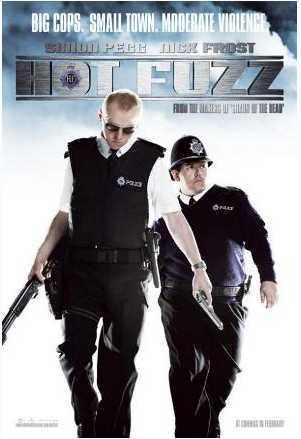 BIG COPS. SMALL TOWN. MODERATE VIOLENCE.
SIMON PEGG NICK FROST
HOT FUZZ
FROM THE MAKERS OF "SHAUN OF THE DEAD"
POLICE
POLICE
AT CINEMAS IN FEBRUARY